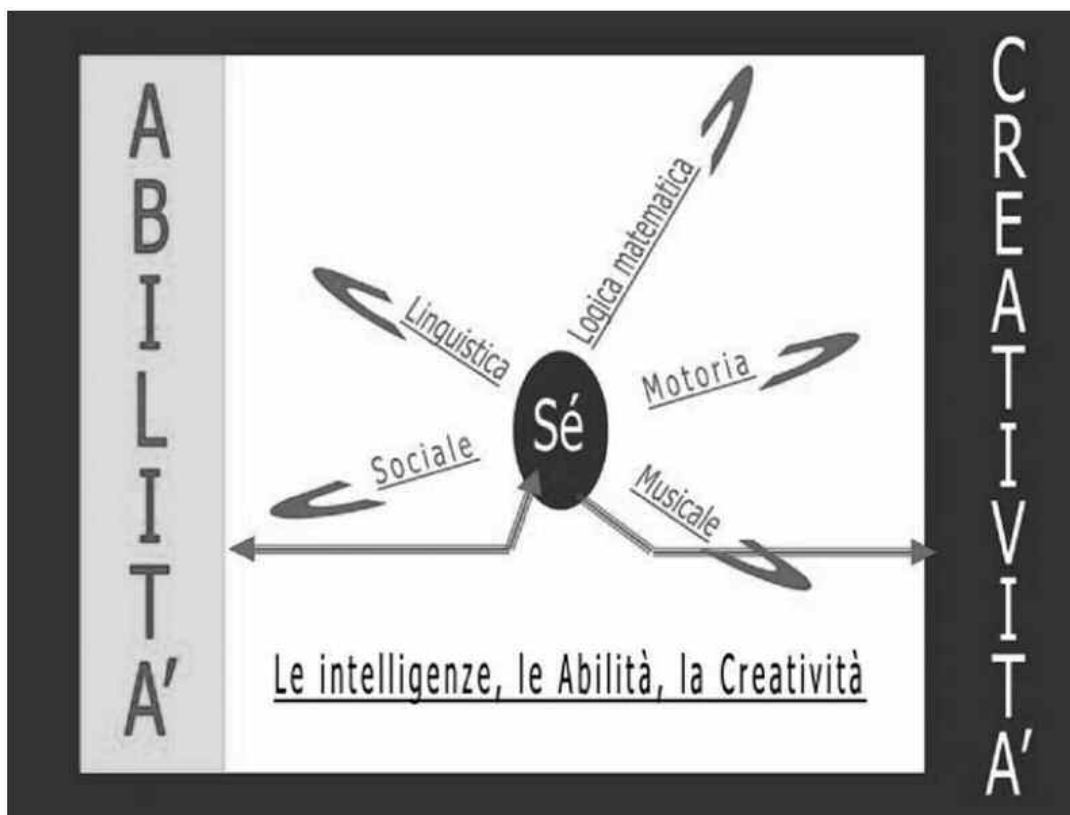 ABILITA'
CREATIVITA'
Logica matematica
Linguistica
Motoria
Sé
Sociale
Musicale
Le intelligenze, le Abilità, la Creatività